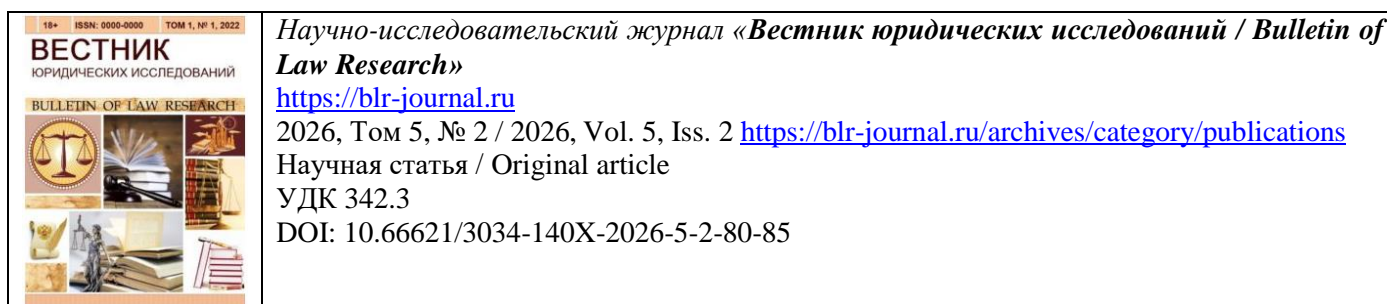 18+ ISSN: 0000-0000 ТОМ 1, № 1, 2022
ВЕСТНИК
ЮРИДИЧЕСКИХ ИССЛЕДОВАНИЙ
BULLETIN OF LAW RESEARCH
Научно-исследовательский журнал «Вестник юридических исследований / Bulletin of
Law Research»
https://blr-journal.ru
2026, Том 5, № 2 / 2026, Vol. 5, Iss. 2 https://blr-journal.ru/archives/category/publications
Научная статья / Original article
УДК 342.3
DOI: 10.66621/3034-140X-2026-5-2-80-85